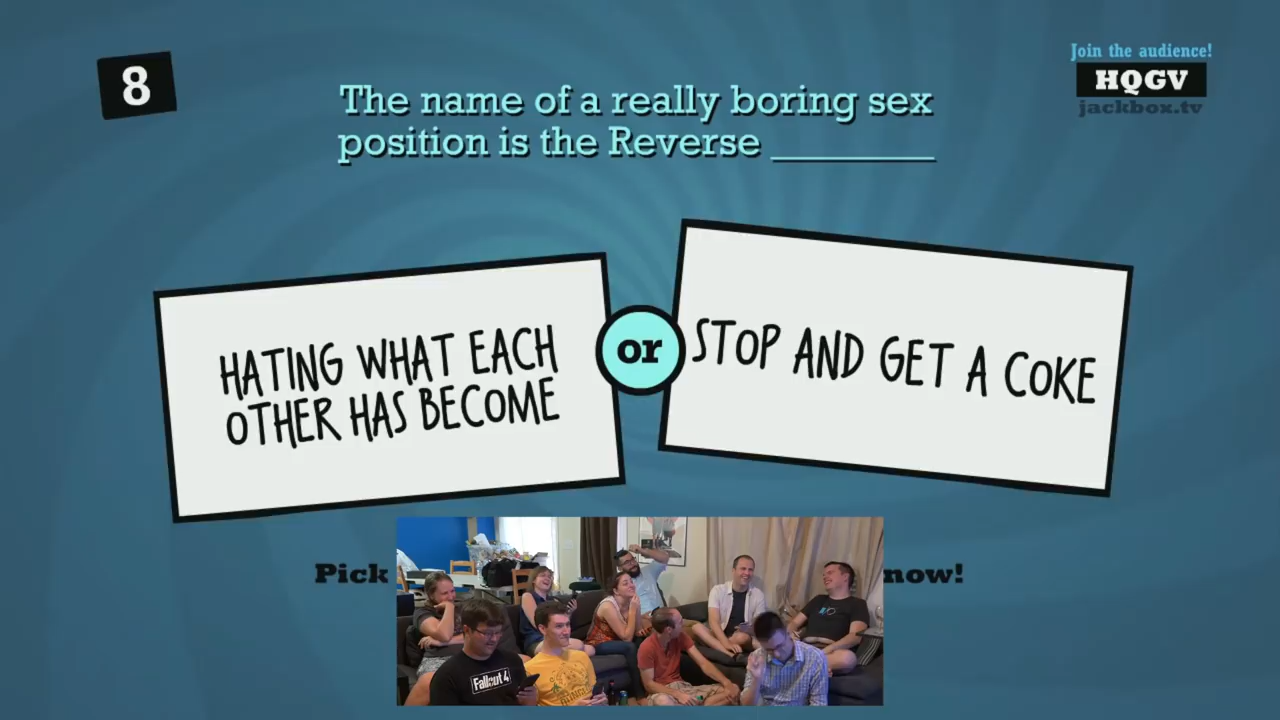 8
Join the audience!
HQGV
jackbox.tv
The name of a really boring sex
position is the Reverse ________
HATING WHAT EACH
OTHER HAS BECOME
or
STOP AND GET A COKE
Pick now!
Fallout 4